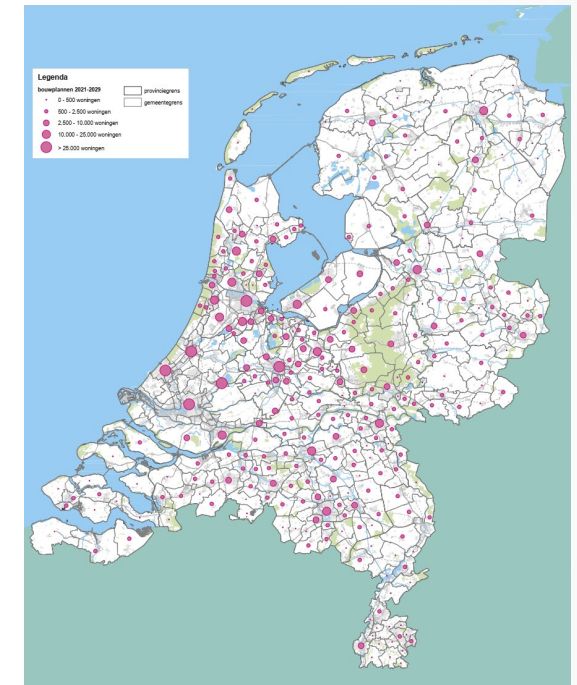 Legenda
bouwplannen 2021-2029
0 - 500 woningen
500 - 2.500 woningen
2.500 - 10.000 woningen
10.000 - 25.000 woningen
> 25.000 woningen
provinciegrens
gemeentegrens